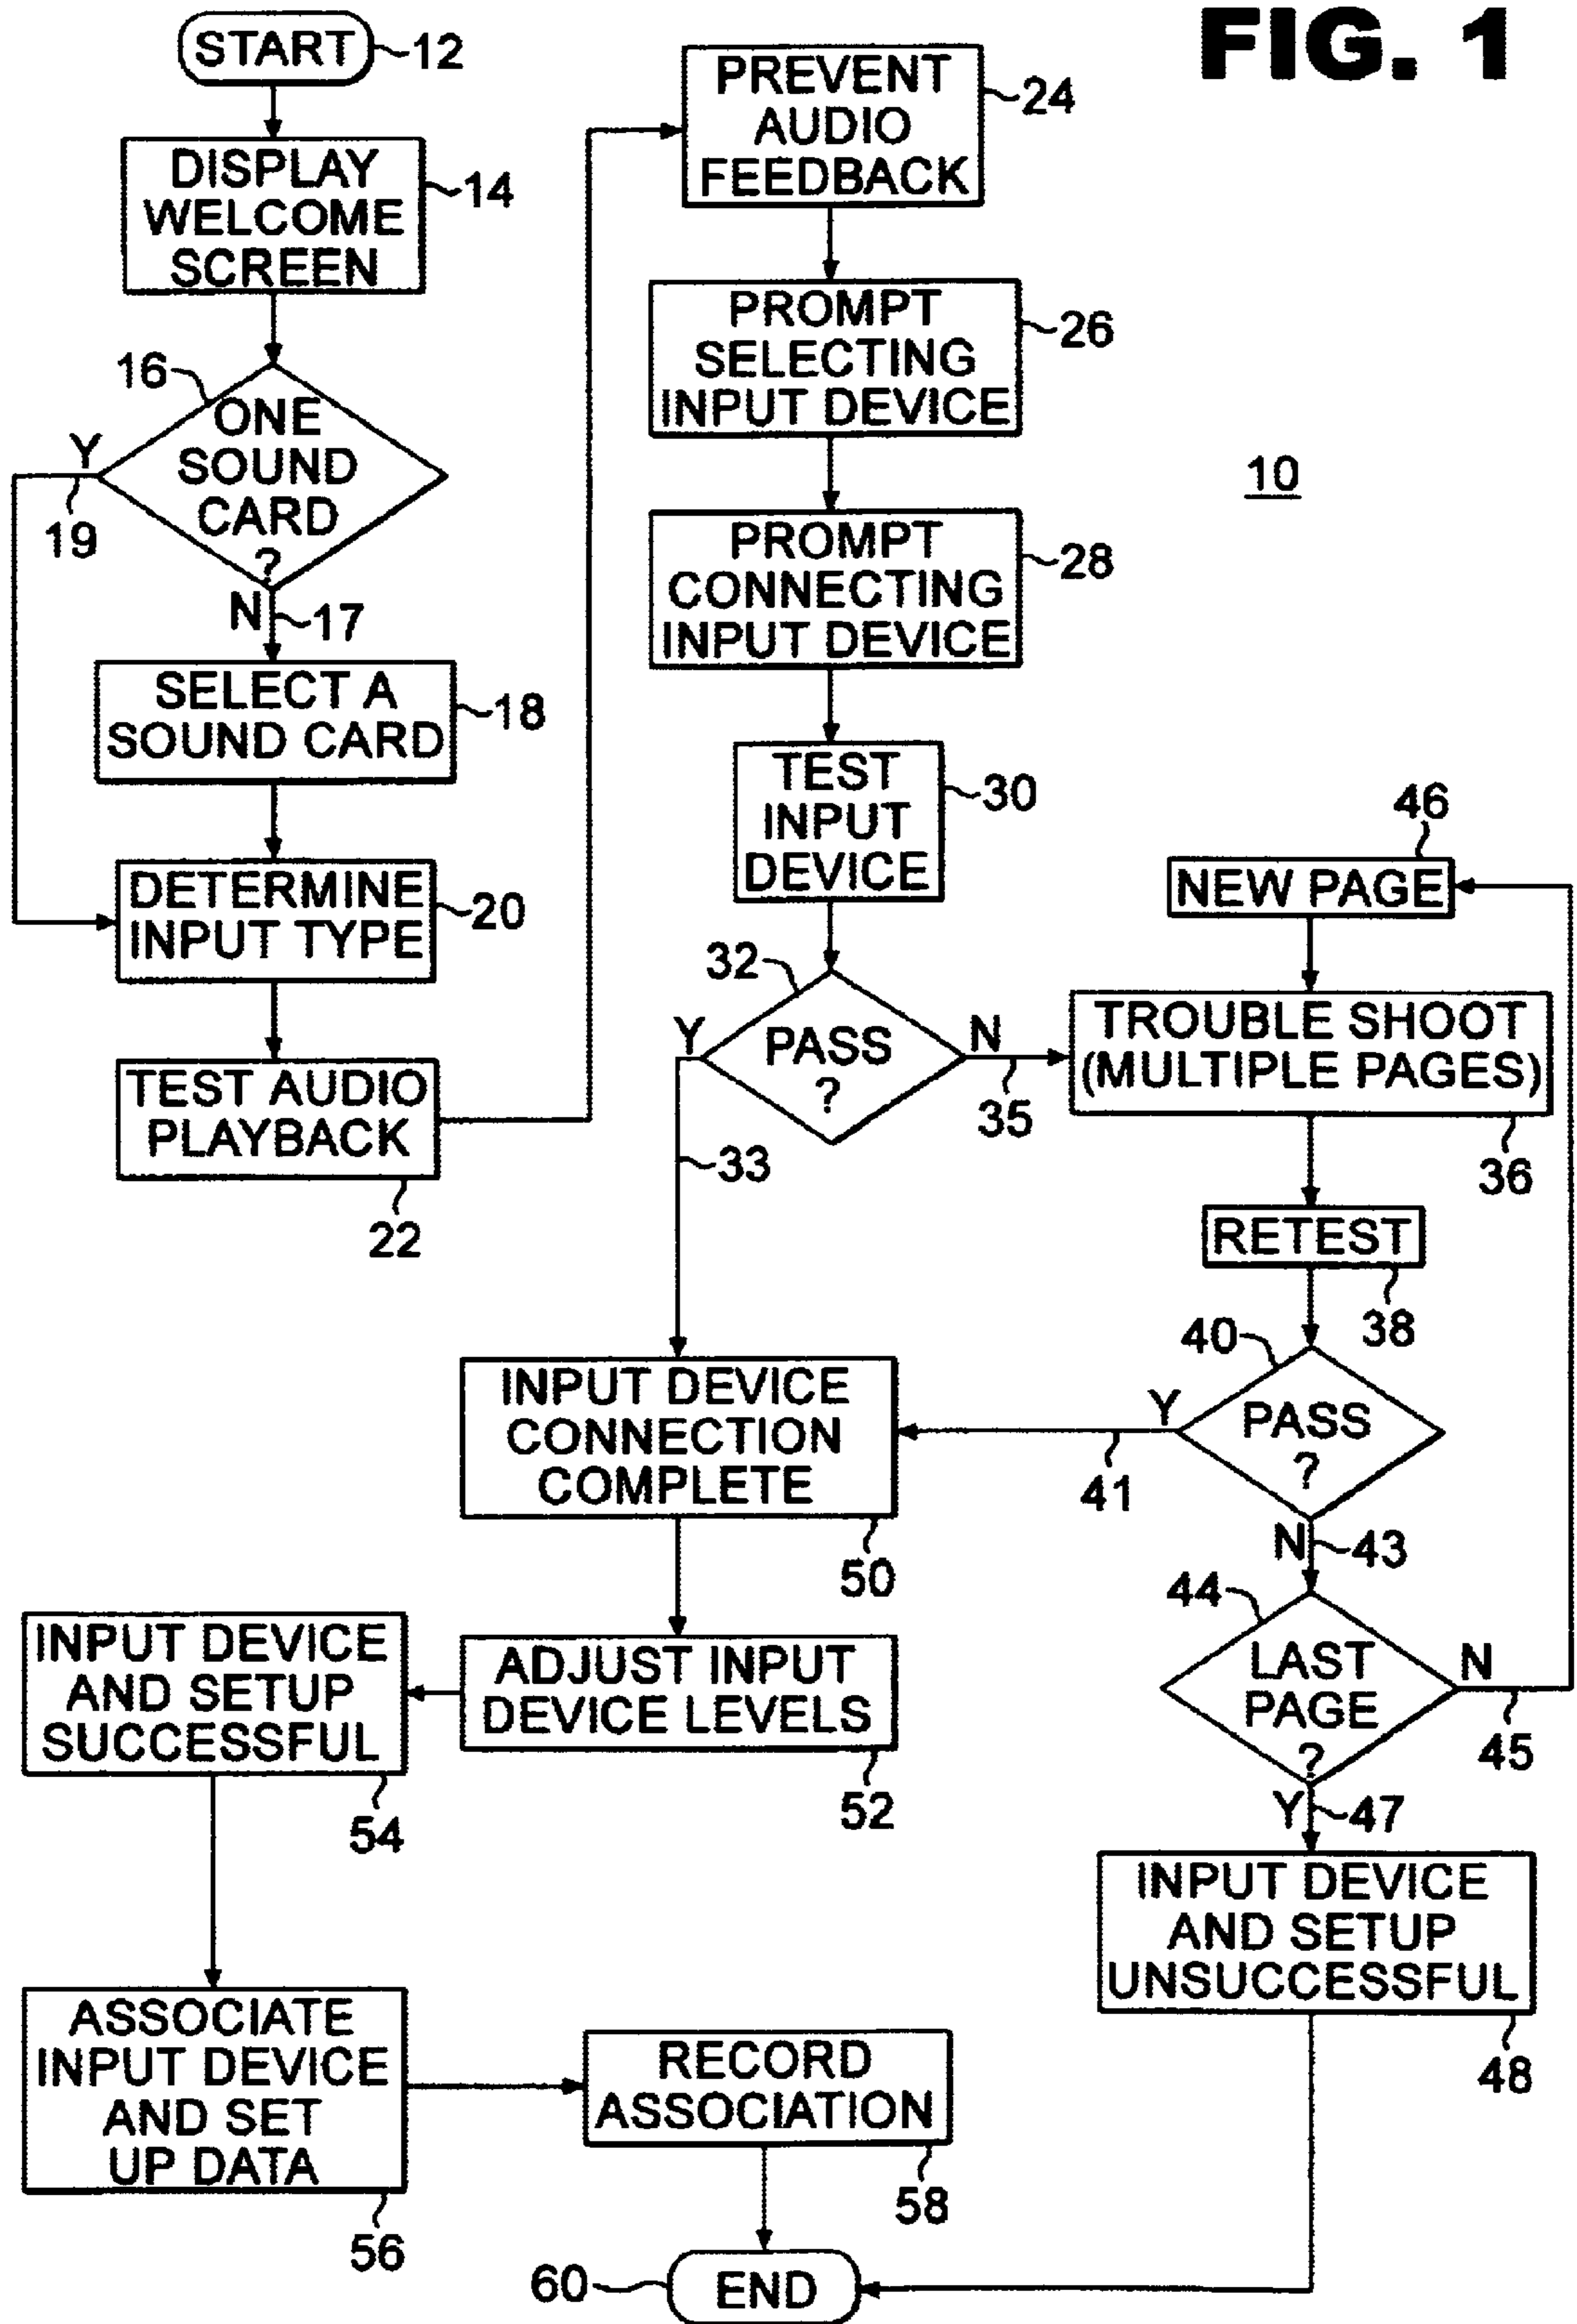 FIG. 1
START
12
DISPLAY
WELCOME
SCREEN
14
16
ONE
SOUND
CARD
?
Y
19
N
17
SELECT A
SOUND CARD
18
DETERMINE
INPUT TYPE
20
TEST AUDIO
PLAYBACK
22
PREVENT
AUDIO
FEEDBACK
24
PROMPT
SELECTING
INPUT DEVICE
26
10
PROMPT
CONNECTING
INPUT DEVICE
28
TEST
INPUT
DEVICE
30
32
PASS
?
Y
33
N
35
46
NEW PAGE
TROUBLE SHOOT
(MULTIPLE PAGES)
36
RETEST
38
40
PASS
?
Y
41
N
43
44
LAST
PAGE
?
N
45
Y
47
INPUT DEVICE
AND SETUP
UNSUCCESSFUL
48
INPUT DEVICE
CONNECTION
COMPLETE
50
ADJUST INPUT
DEVICE LEVELS
52
INPUT DEVICE
AND SETUP
SUCCESSFUL
54
ASSOCIATE
INPUT DEVICE
AND SET
UP DATA
56
RECORD
ASSOCIATION
58
60
END